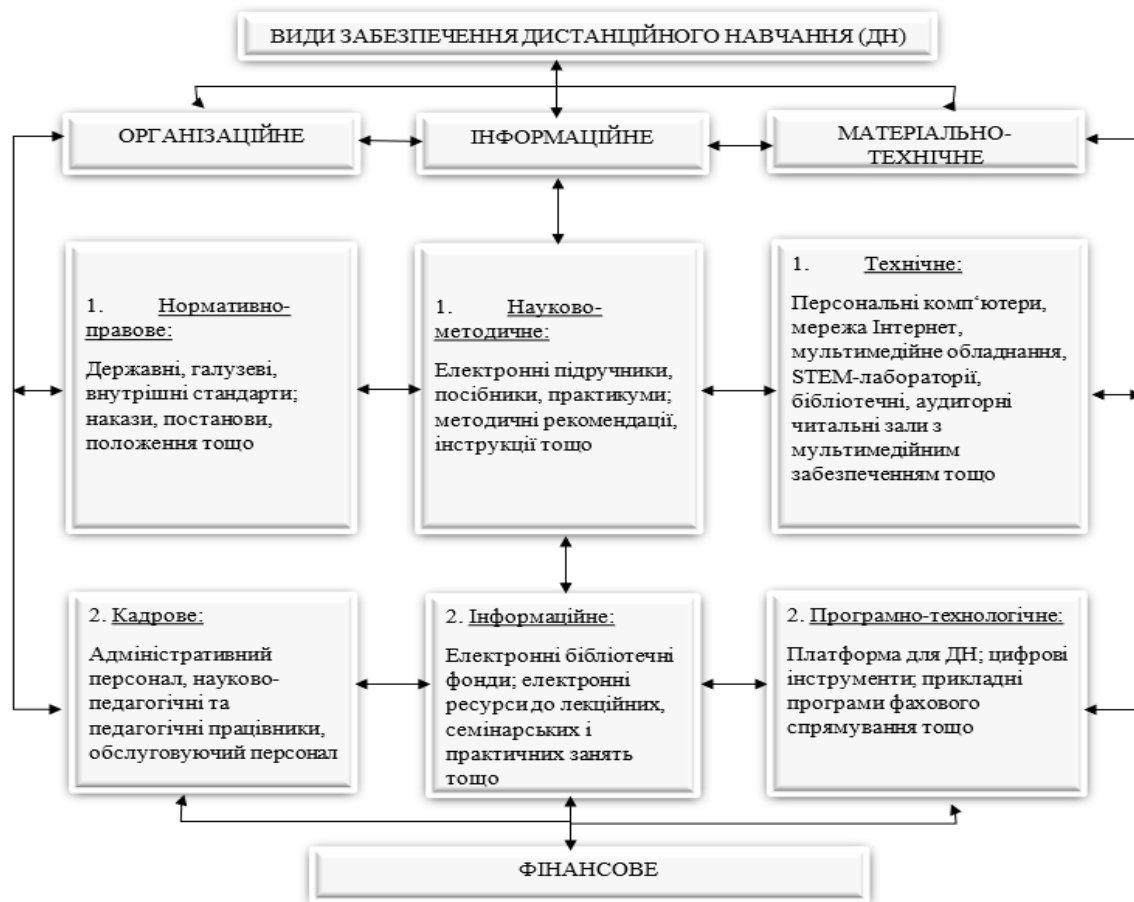 ВИДИ ЗАБЕЗПЕЧЕННЯ ДИСТАНЦІЙНОГО НАВЧАННЯ (ДН)
ОРГАНІЗАЦІЙНЕ
ІНФОРМАЦІЙНЕ
МАТЕРІАЛЬНО-
ТЕХНІЧНЕ
1. Нормативно-
правове:
Державні, галузеві,
внутрішні стандарти;
накази, постанови,
положення тощо
1. Науково-
методичне:
Електронні підручники,
посібники, практикуми;
методичні рекомендації,
інструкції тощо
1. Технічне:
Персональні комп‘ютери,
мережа Інтернет,
мультимедійне обладнання,
STEM-лабораторії,
бібліотечні, аудиторні
читальні зали з
мультимедійним
забезпеченням тощо
2. Кадрове:
Адміністративний
персонал, науково-
педагогічні та
педагогічні працівники,
обслуговуючий персонал
2. Інформаційне:
Електронні бібліотечні
фонди; електронні
ресурси до лекційних,
семінарських і
практичних занять
тощо
2. Програмно-технологічне:
Платформа для ДН; цифрові
інструменти; прикладні
програми фахового
спрямування тощо
ФІНАНСОВЕ